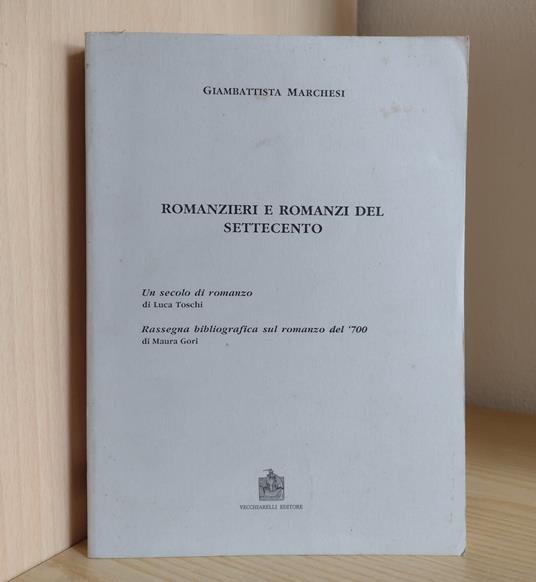 GIAMBATTISTA MARCHESI
ROMANZIERI E ROMANZI DEL
SETTECENTO
Un secolo di romanzo
di Luca Toschi
Rassegna bibliografica sul romanzo del '700
di Maura Gori
VECCHIARELLI EDITORE